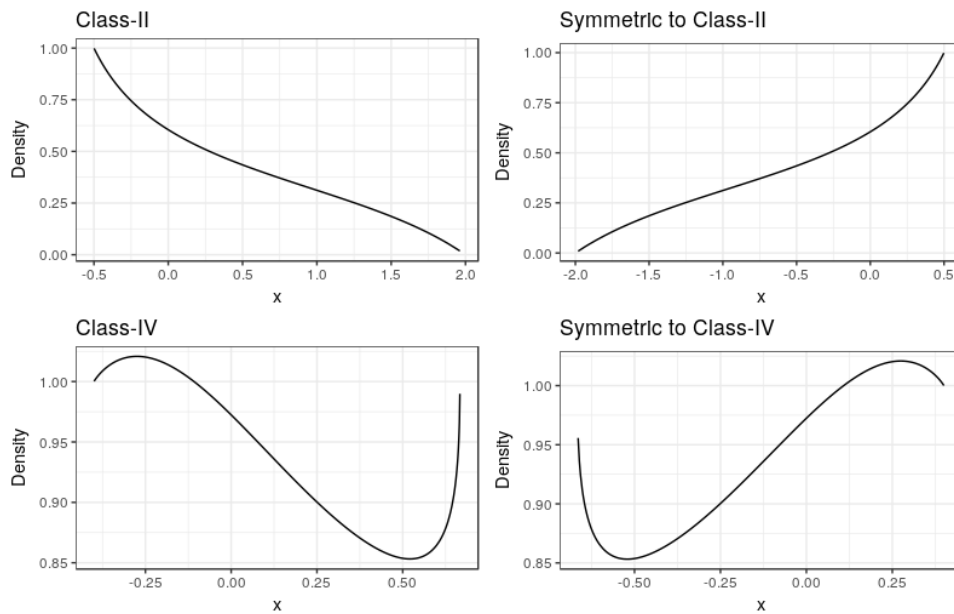 Class-II
Density
1.00
0.75
0.50
0.25
0.00
-0.5 0.0 0.5 1.0 1.5 2.0
x
Symmetric to Class-II
Density
1.00
0.75
0.50
0.25
0.00
-2.0 -1.5 -1.0 -0.5 0.0 0.5
x
Class-IV
Density
1.00
0.95
0.90
0.85
-0.25 0.00 0.25 0.50
x
Symmetric to Class-IV
Density
1.00
0.95
0.90
0.85
-0.50 -0.25 0.00 0.25
x